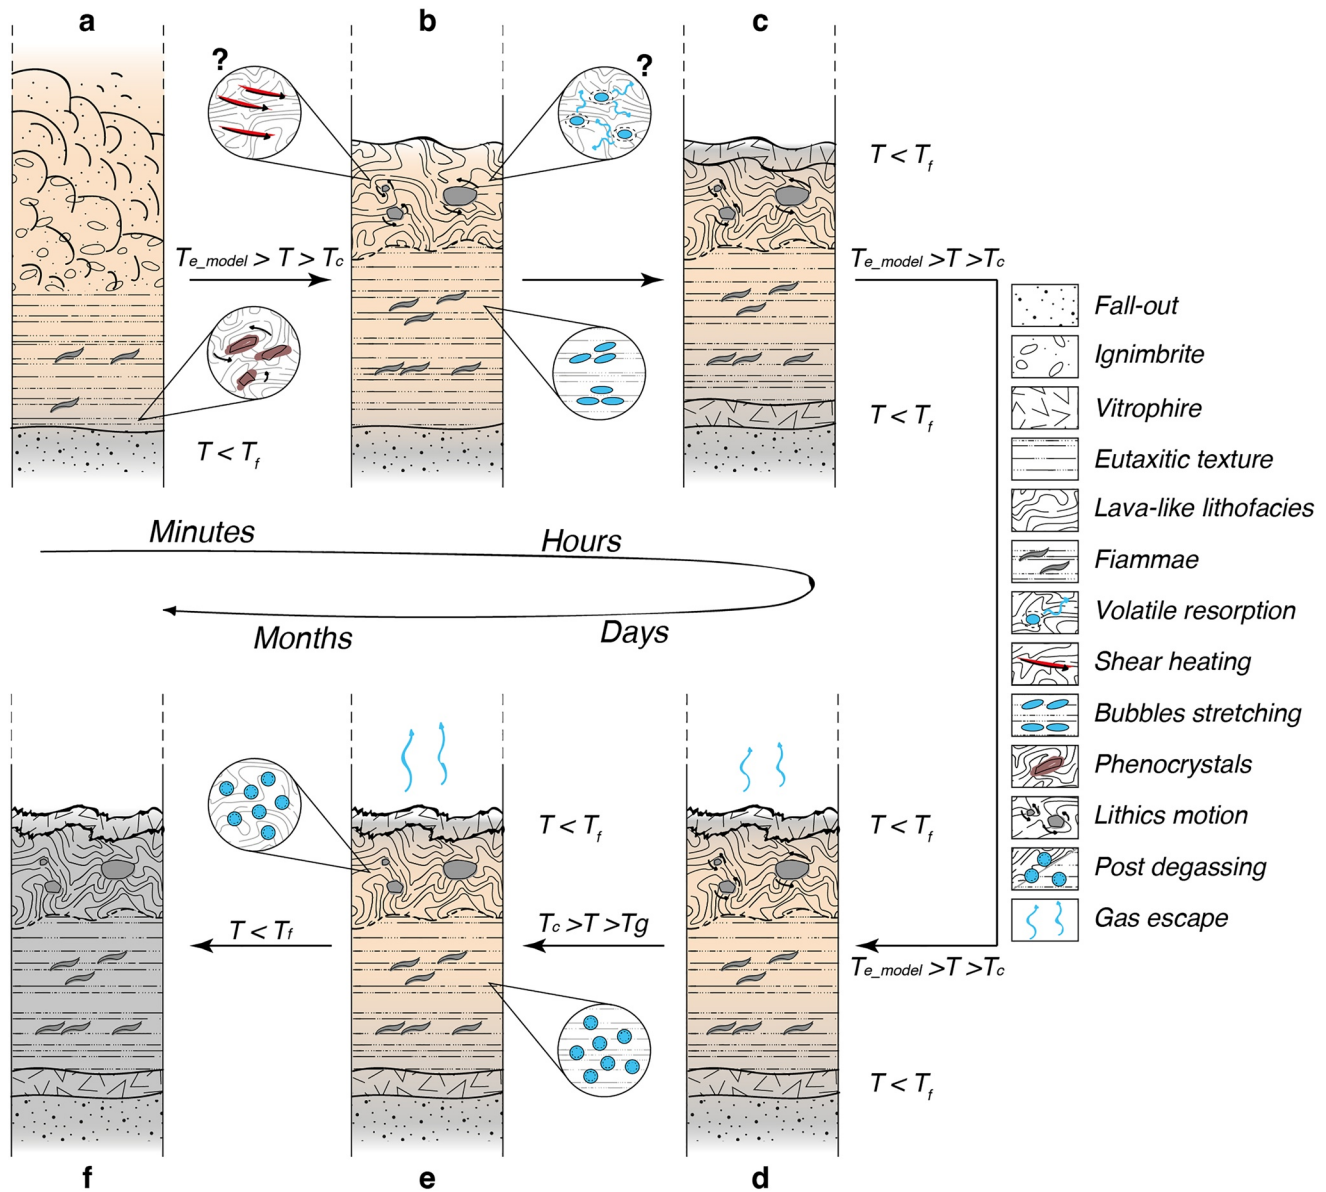 a
b
c
?
?
T < Tf
Te_model > T > Tc
Te_model >T >Tc
T < Tf
T < Tf
Minutes
Hours
Months
Days
Fall-out
Ignimbrite
Vitrophire
Eutaxitic texture
Lava-like lithofacies
Fiammae
Volatile resorption
Shear heating
Bubbles stretching
Phenocrystals
Lithics motion
Post degassing
Gas escape
T < Tf
T < Tf
T < Tf
Tc >T >Tg
Te_model >T >Tc
T < Tf
f
e
d